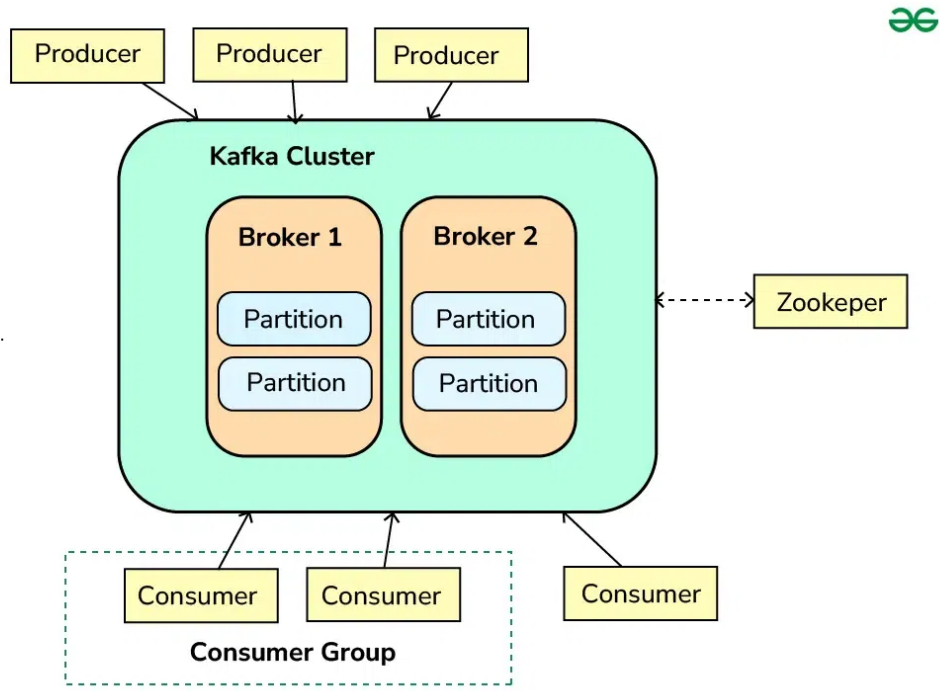 Producer
Producer
Producer
Kafka Cluster
Broker 1
Broker 2
Partition
Partition
Partition
Partition
Zookeper
Consumer
Consumer
Consumer
Consumer Group